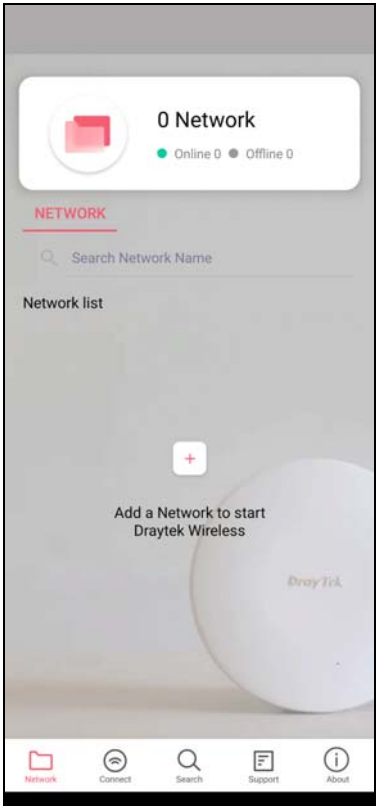 0 Network
Online 0 Offline 0
NETWORK
Search Network Name
Network list
+
Add a Network to start
Draytek Wireless
DrayTek
Network Connect Search Support About